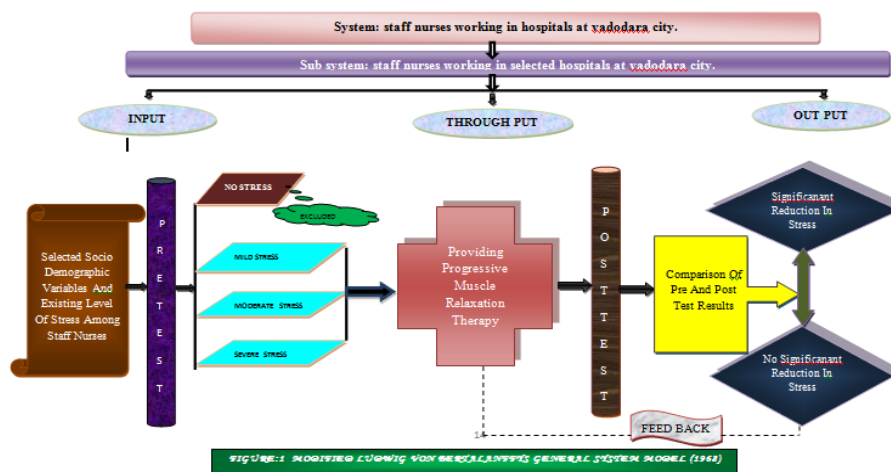 System: staff nurses working in hospitals at vadodara city.
Sub system: staff nurses working in selected hospitals at vadodara city.
INPUT
THROUGH PUT
OUT PUT
Selected Socio
Demographic
Variables And
Existing Level
Of Stress Among
Staff Nurses
P
R
E
T
E
S
T
NO STRESS
EXCLUDED
MILD STRESS
MODERATE STRESS
SEVERE STRESS
Providing
Progressive
Muscle
Relaxation
Therapy
P
O
S
T
T
E
S
T
Comparison Of
Pre And Post
Test Results
Significanant
Reduction In
Stress
No Significanant
Reduction In
Stress
FEED BACK
14
FIGURE:1 MODIFIED LUDWIG VON BERTALANFFYS GENERAL SYSTEM MODEL (1968)